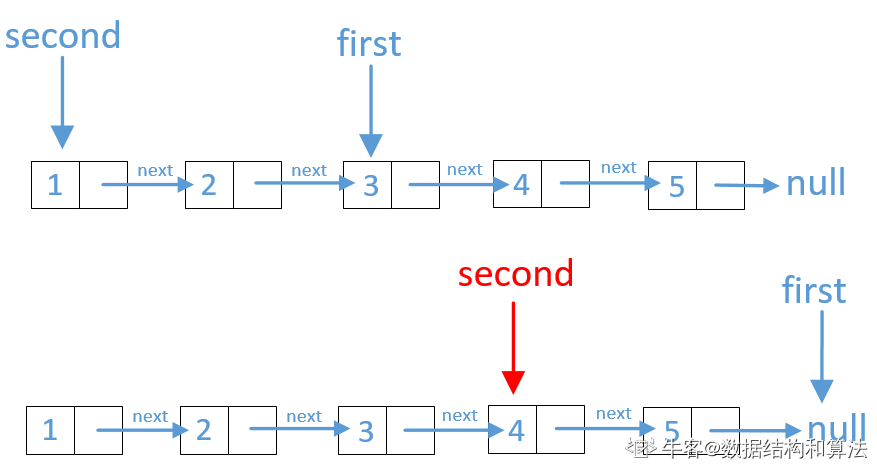 second
first
next next next next
1 2 3 4 5 null
second
first
next next next next
1 2 3 4 5 null
牛客@数据结构和算法